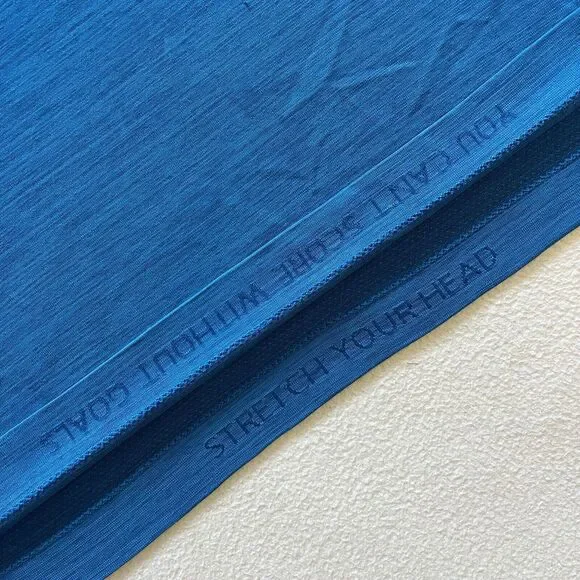 YOU CAN'T SCORE WITHOUT GOALS
STRETCH YOUR HEAD